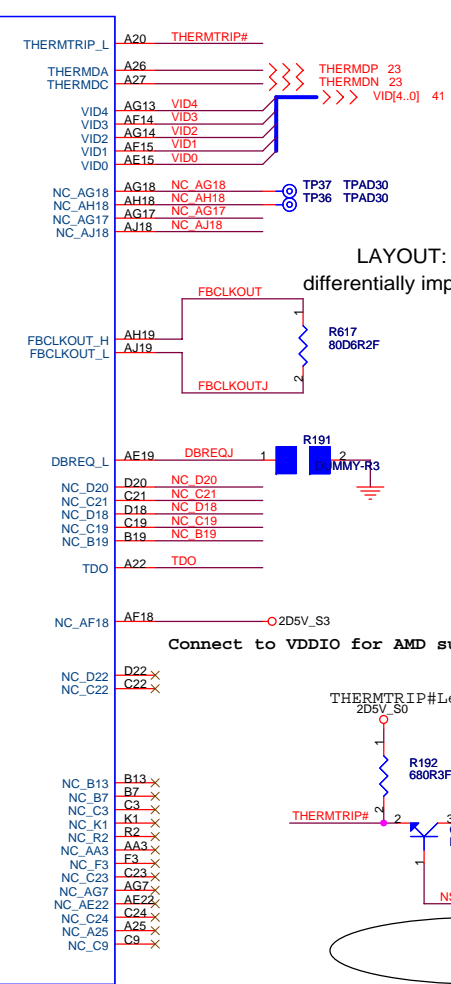 THERMTRIP_L A20 THERMTRIP#
THERMDA A26 THERMDP 23
THERMDC A27 THERMDN 23
VID[4..0] 41
VID4 AG13 VID4
VID3 AF14 VID3
VID2 AG14 VID2
VID1 AF15 VID1
VID0 AE15 VID0
NC_AG18 AG18 NC_AG18 TP37 TPAD30
NC_AH18 AH18 NC_AH18 TP36 TPAD30
NC_AG17 AG17 NC_AG17
NC_AJ18 AJ18 NC_AJ18
LAYOUT:
differentially imp
FBCLKOUT
1
FBCLKOUT_H AH19 R617
FBCLKOUT_L AJ19 80D6R2F
2
FBCLKOUTJ
R191
DBREQ_L AE19 DBREQJ 1 2
DUMMY-R3
NC_D20 D20 NC_D20
NC_C21 C21 NC_C21
NC_D18 D18 NC_D18
NC_C19 C19 NC_C19
NC_B19 B19 NC_B19
TDO A22 TDO
NC_AF18 AF18 2D5V_S3
Connect to VDDIO for AMD su
NC_D22 D22
NC_C22 C22
THERMTRIP#Le
2D5V_S0
1
R192
680R3F
2
NC_B13 B13
NC_B7 B7
NC_C3 C3
NC_K1 K1
THERMTRIP# 2 3
NC_R2 R2
NC_AA3 AA3
NC_F3 F3
1
NC_C23 C23
NC_AG7 AG7
NC_AE22 AE22
NC_C24 C24
NC_A25 A25
NC_C9 C9